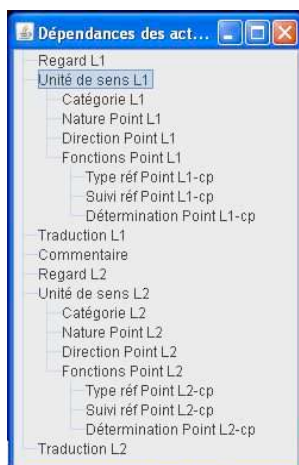 Dépendances des act...
Regard L1
Unité de sens L1
Catégorie L1
Nature Point L1
Direction Point L1
Fonctions Point L1
Type réf Point L1-cp
Suivi réf Point L1-cp
Détermination Point L1-cp
Traduction L1
Commentaire
Regard L2
Unité de sens L2
Catégorie L2
Nature Point L2
Direction Point L2
Fonctions Point L2
Type réf Point L2-cp
Suivi réf Point L2-cp
Détermination Point L2-cp
Traduction L2